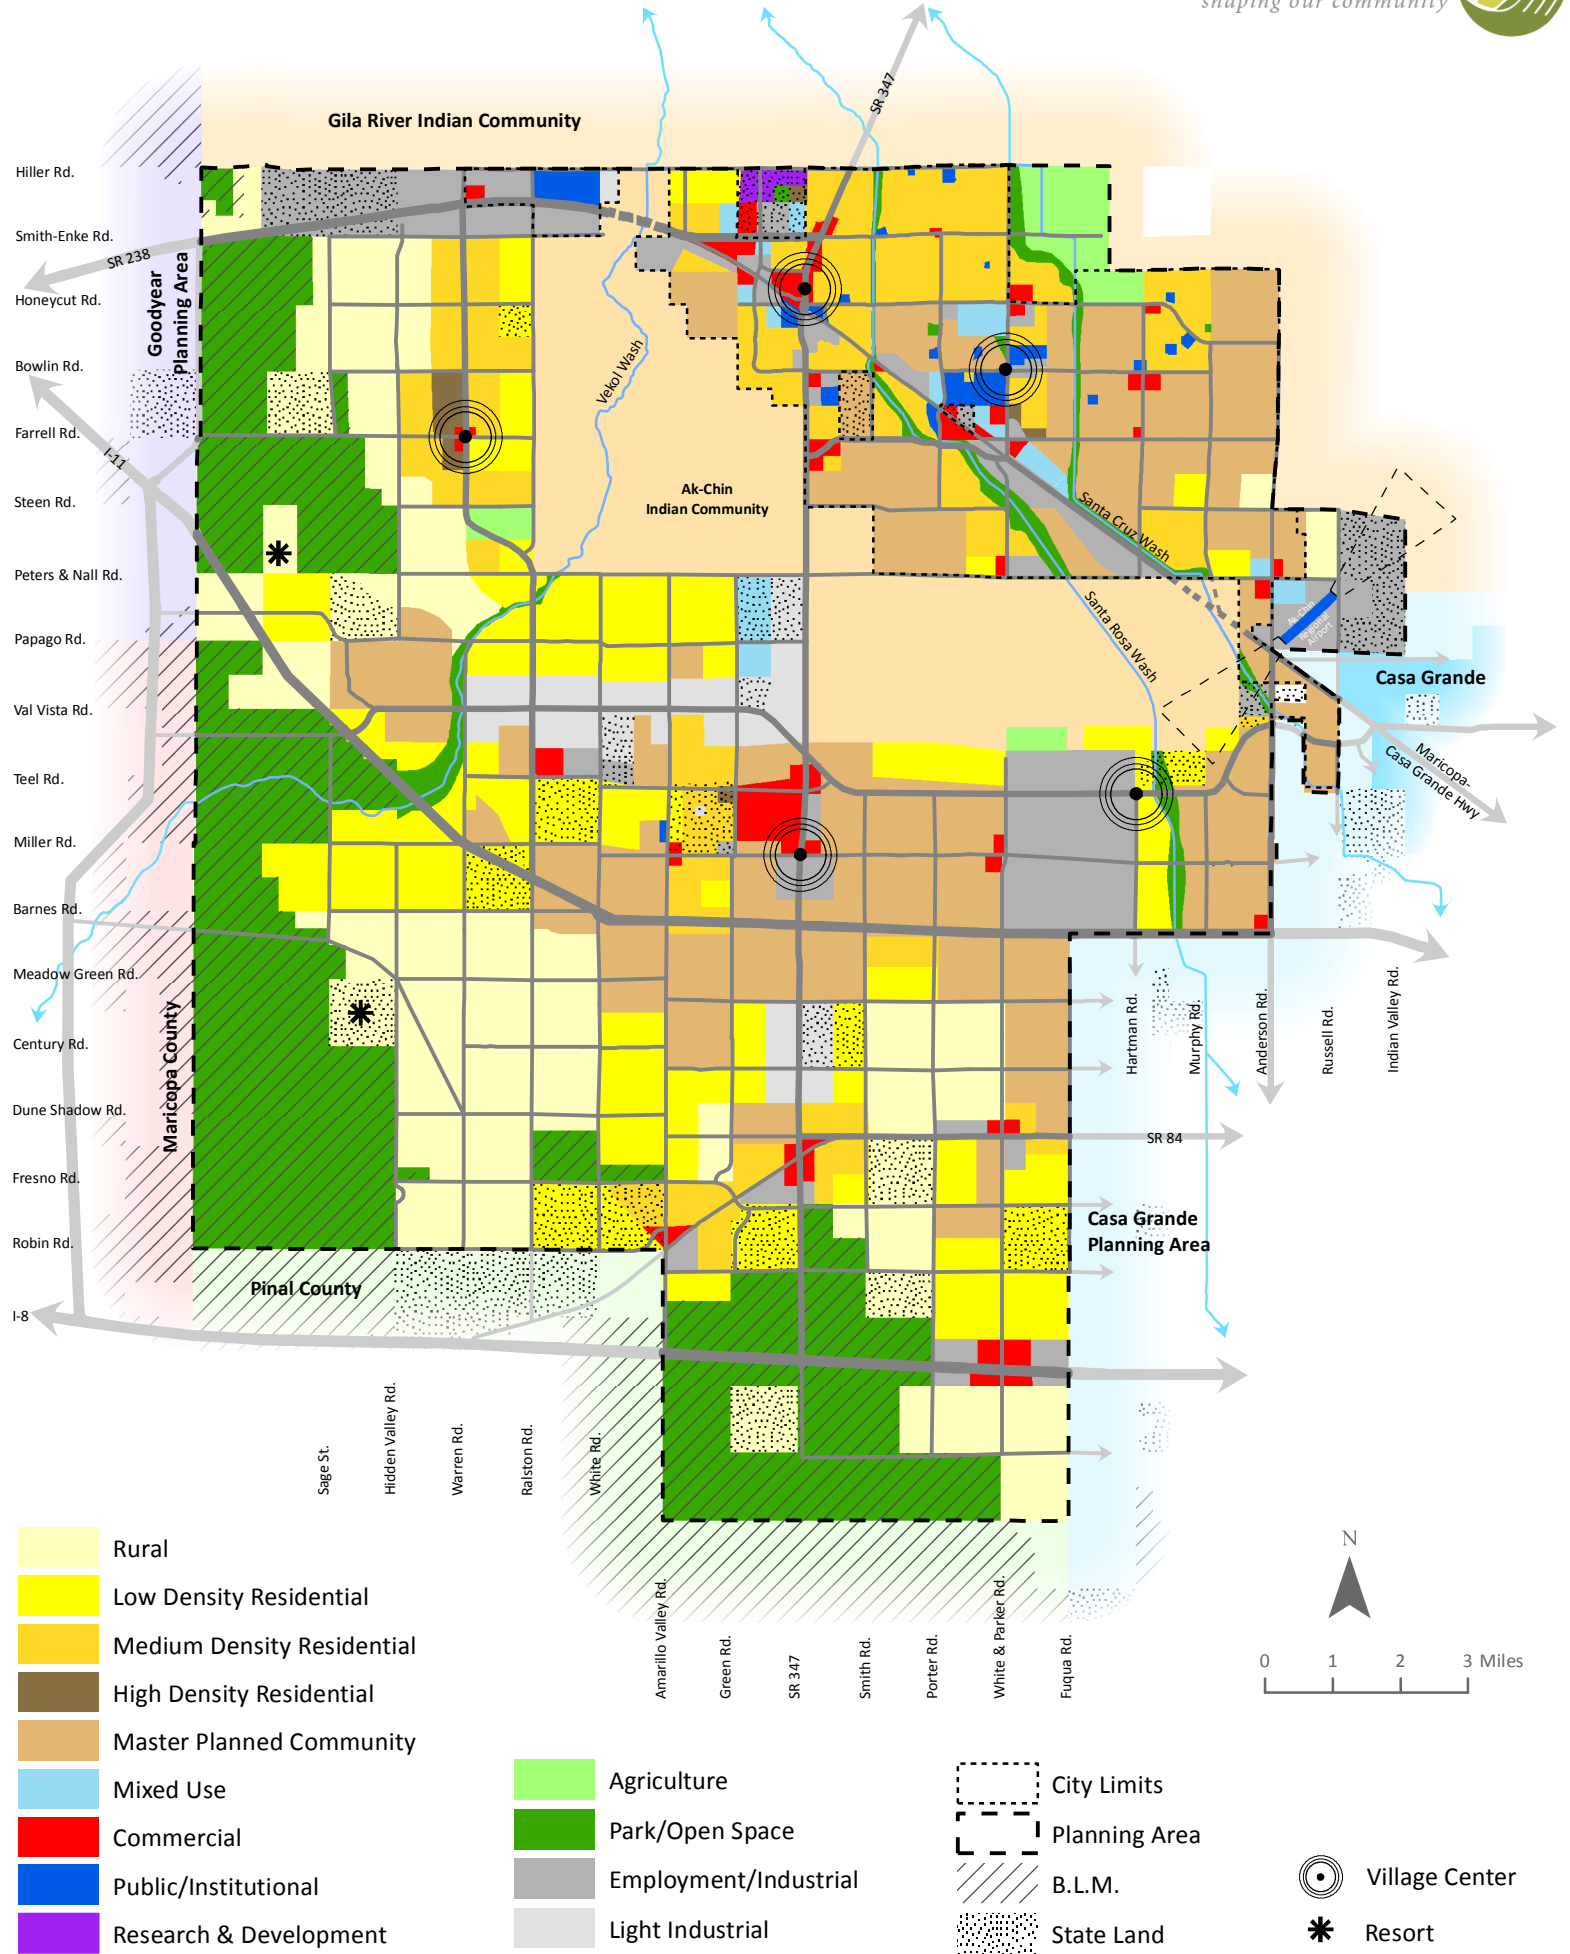 shaping our community
SR 347
Gila River Indian Community
Hiller Rd.
Smith-Enke Rd.
SR 238
Goodyear
Planning Area
Honeycut Rd.
Bowlin Rd.
Vekol Wash
Farrell Rd.
I-11
Ak-Chin
Indian Community
Steen Rd.
Santa Cruz Wash
Peters & Nall Rd.
Santa Rosa Wash
Ak-Chin
Regional
Airport
Papago Rd.
Casa Grande
Val Vista Rd.
Maricopa-
Casa Grande Hwy
Teel Rd.
Miller Rd.
Barnes Rd.
Meadow Green Rd.
Maricopa County
Century Rd.
Hartman Rd.
Murphy Rd.
Anderson Rd.
Russell Rd.
Indian Valley Rd.
Dune Shadow Rd.
SR 84
Fresno Rd.
Casa Grande
Planning Area
Robin Rd.
Pinal County
I-8
Sage St.
Hidden Valley Rd.
Warren Rd.
Ralston Rd.
White Rd.
Amarillo Valley Rd.
Green Rd.
SR 347
Smith Rd.
Porter Rd.
White & Parker Rd.
Fuqua Rd.
N
0 1 2 3 Miles
Rural
Low Density Residential
Medium Density Residential
High Density Residential
Master Planned Community
Mixed Use
Commercial
Public/Institutional
Research & Development
Agriculture
Park/Open Space
Employment/Industrial
Light Industrial
City Limits
Planning Area
B.L.M.
State Land
Village Center
Resort